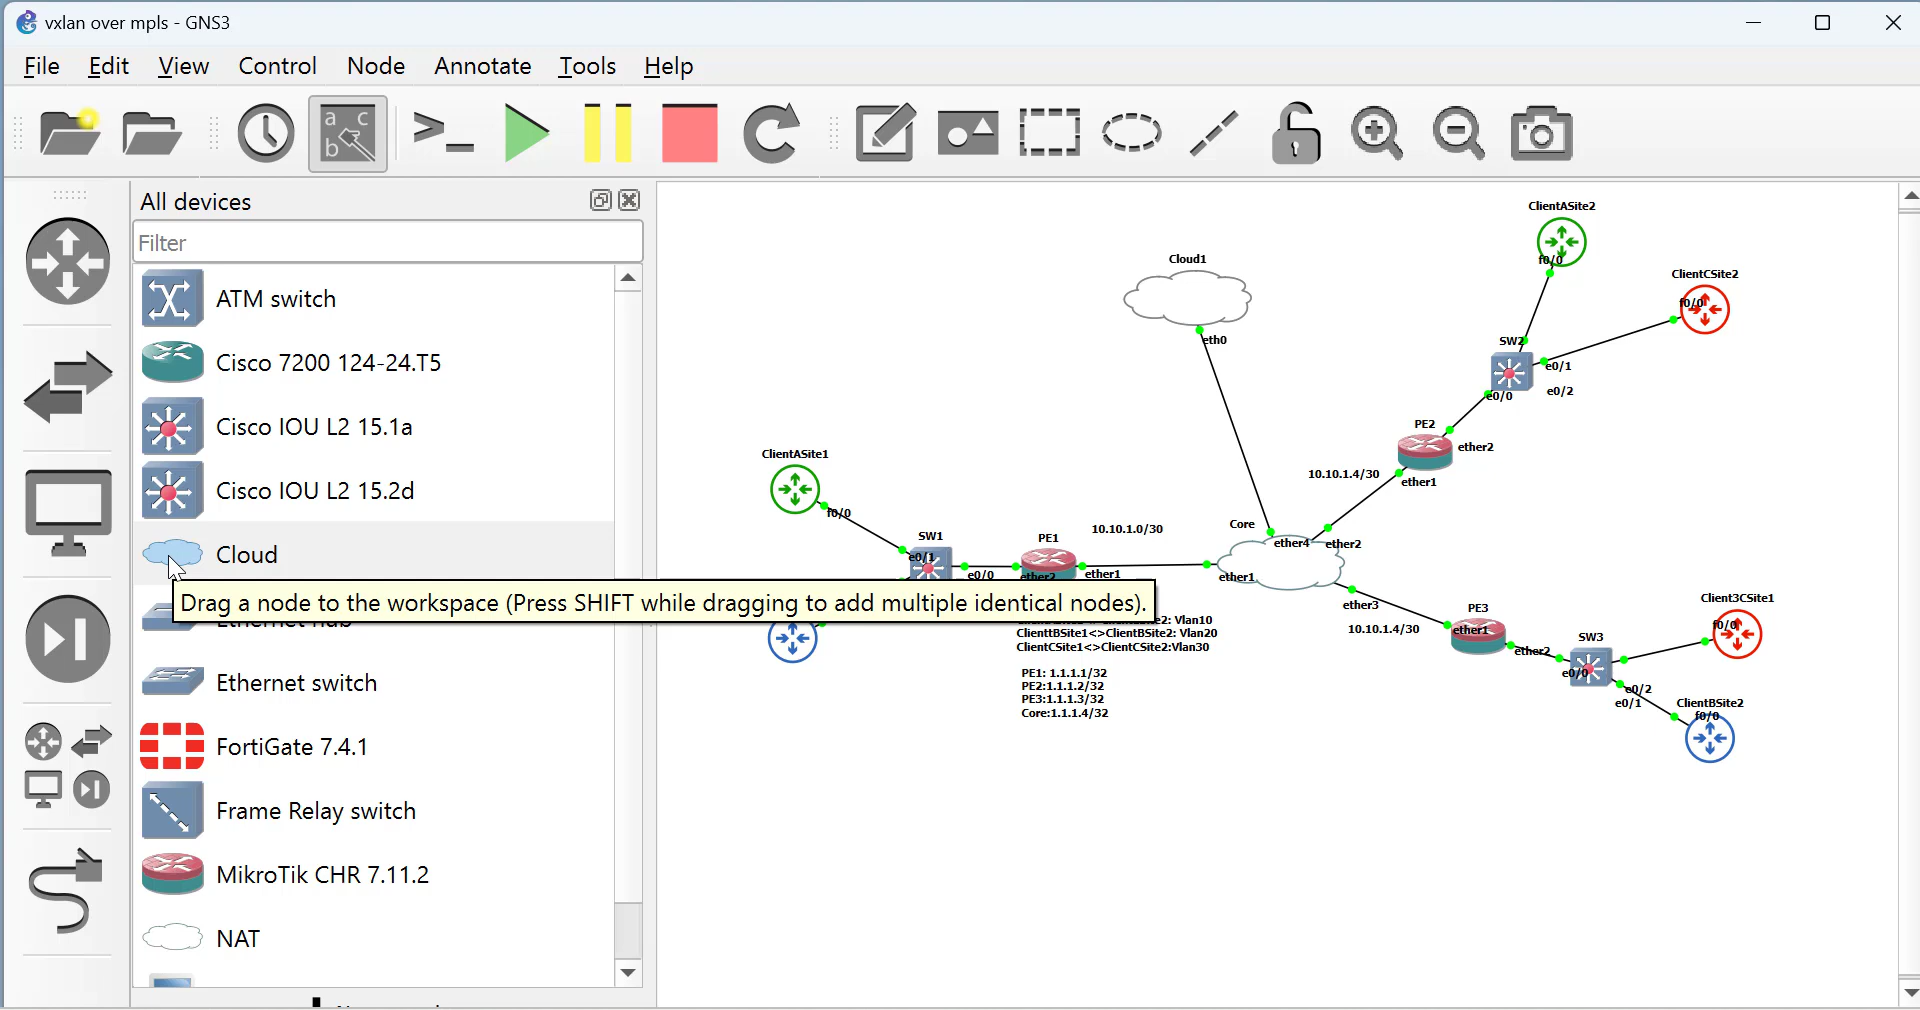 vxlan over mpls - GNS3
File Edit View Control Node Annotate Tools Help
All devices
Filter
ATM switch
Cisco 7200 124-24.T5
Cisco IOU L2 15.1a
Cisco IOU L2 15.2d
Cloud
Drag a node to the workspace (Press SHIFT while dragging to add multiple identical nodes).
Ethernet hub
Ethernet switch
FortiGate 7.4.1
Frame Relay switch
MikroTik CHR 7.11.2
NAT
ClientASite2
f0/0
Cloud1
eth0
ClientCSite2
f0/0
SW2
e0/1
e0/2
e0/0
PE2
ether2
10.10.1.4/30
ether1
ClientASite1
f0/0
SW1
e0/1
e0/0
PE1
ether2
ether1
10.10.1.0/30
Core
ether4
ether2
ether1
ether3
10.10.1.4/30
PE3
ether1
ether2
SW3
e0/0
e0/2
e0/1
Client3CSite1
f0/0
ClientBSite2
f0/0
e2: Vlan10
ClienttBSite1<>ClientBSite2: Vlan20
ClientCSite1<>ClientCSite2:Vlan30
PE1: 1.1.1.1/32
PE2:1.1.1.2/32
PE3:1.1.1.3/32
Core:1.1.1.4/32